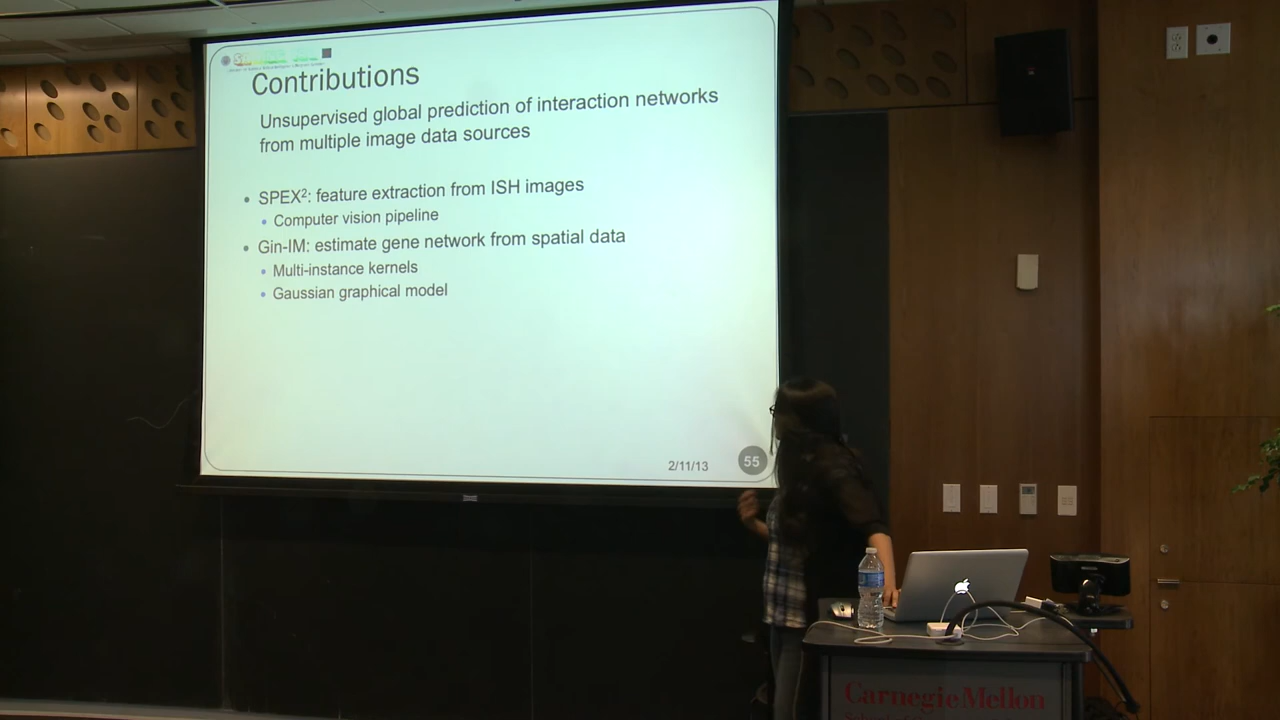 Contributions
Unsupervised global prediction of interaction networks
from multiple image data sources
• SPEX²: feature extraction from ISH images
• Computer vision pipeline
• Gin-IM: estimate gene network from spatial data
• Multi-instance kernels
• Gaussian graphical model
2/11/13
55
Carnegie Mellon